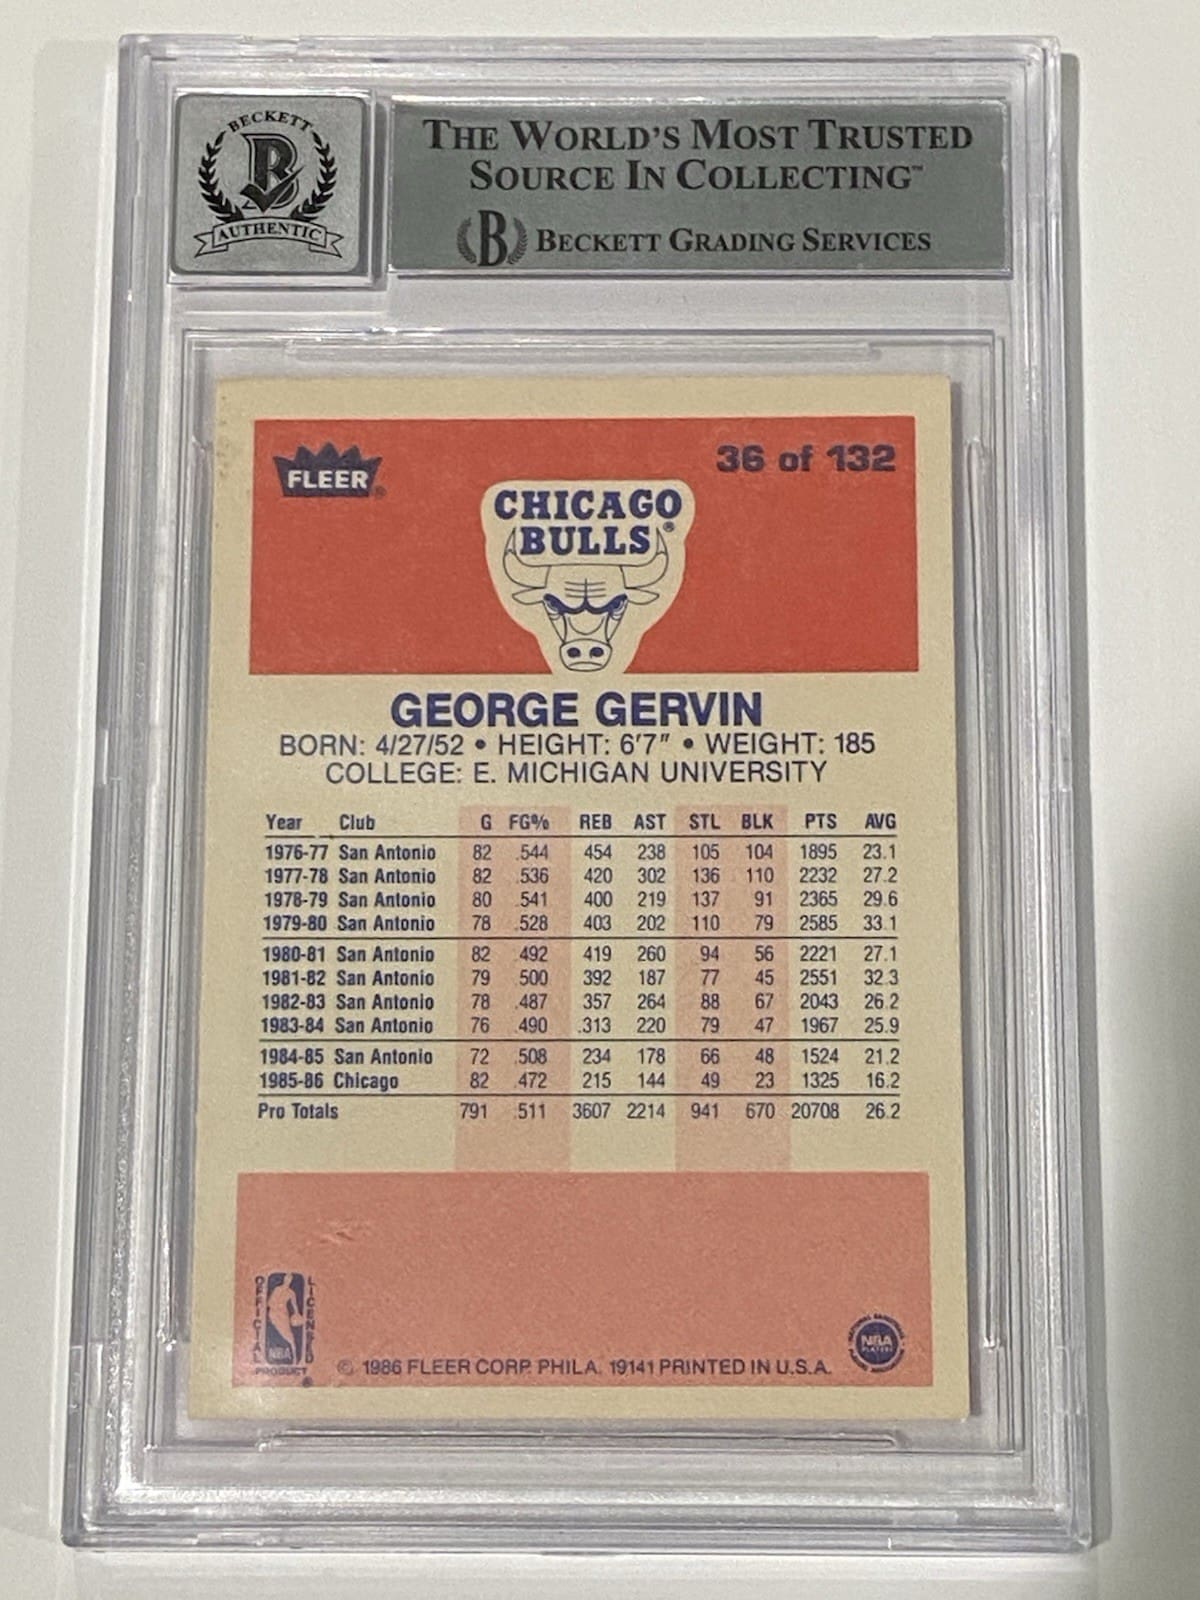 BECKETT
B
AUTHENTIC
THE WORLD'S MOST TRUSTED
SOURCE IN COLLECTING™
B BECKETT GRADING SERVICES
FLEER®
36 of 132
CHICAGO
BULLS®
GEORGE GERVIN
BORN: 4/27/52 • HEIGHT: 6'7" • WEIGHT: 185
COLLEGE: E. MICHIGAN UNIVERSITY
Year Club G FG% REB AST STL BLK PTS AVG
1976-77 San Antonio 82 .544 454 238 105 104 1895 23.1
1977-78 San Antonio 82 .536 420 302 136 110 2232 27.2
1978-79 San Antonio 80 .541 400 219 137 91 2365 29.6
1979-80 San Antonio 78 .528 403 202 110 79 2585 33.1
1980-81 San Antonio 82 .492 419 260 94 56 2221 27.1
1981-82 San Antonio 79 .500 392 187 77 45 2551 32.3
1982-83 San Antonio 78 .487 357 264 88 67 2043 26.2
1983-84 San Antonio 76 .490 .313 220 79 47 1967 25.9
1984-85 San Antonio 72 .508 234 178 66 48 1524 21.2
1985-86 Chicago 82 .472 215 144 49 23 1325 16.2
Pro Totals 791 .511 3607 2214 941 670 20708 26.2
OFFICIAL
LICENSED
NBA
PRODUCT
®
© 1986 FLEER CORP. PHILA. 19141 PRINTED IN U.S.A.
NBA
PLAYERS